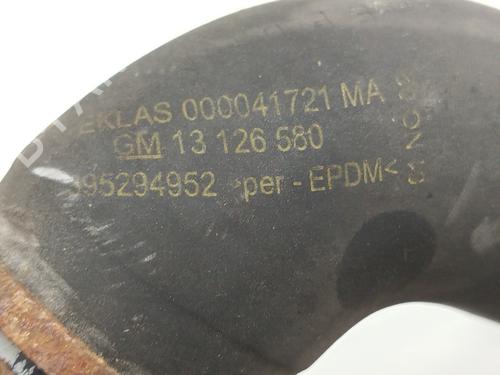 EKLAS 000041721 MA
GM 13 126 580
95294952 >per-EPDM<